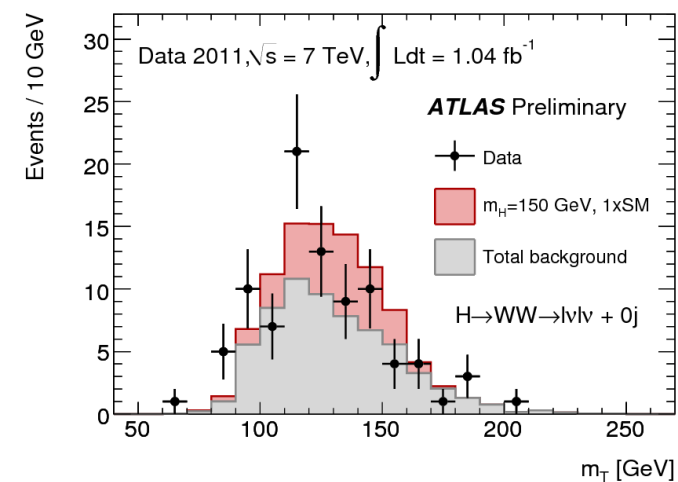 Events / 10 GeV
30
25
20
15
10
5
0
Data 2011,√s = 7 TeV,∫ Ldt = 1.04 fb⁻¹
ATLAS Preliminary
Data
m_H=150 GeV, 1xSM
Total background
H→WW→lνlν + 0j
50 100 150 200 250
m_T [GeV]